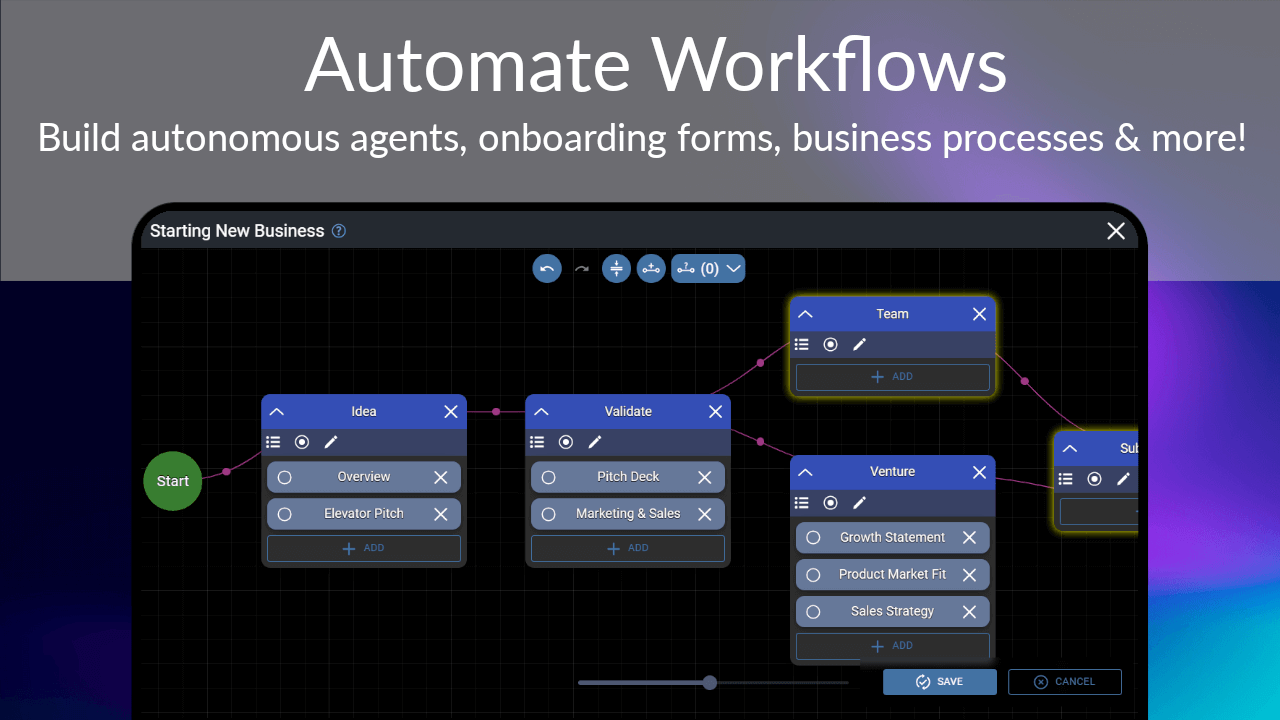 Automate Workflows
Build autonomous agents, onboarding forms, business processes & more!
Starting New Business ?
(0)
Team
ADD
Idea
Validate
Sub
Start
Overview
Pitch Deck
Venture
Elevator Pitch
Marketing & Sales
ADD
ADD
Growth Statement
Product Market Fit
Sales Strategy
ADD
SAVE
CANCEL